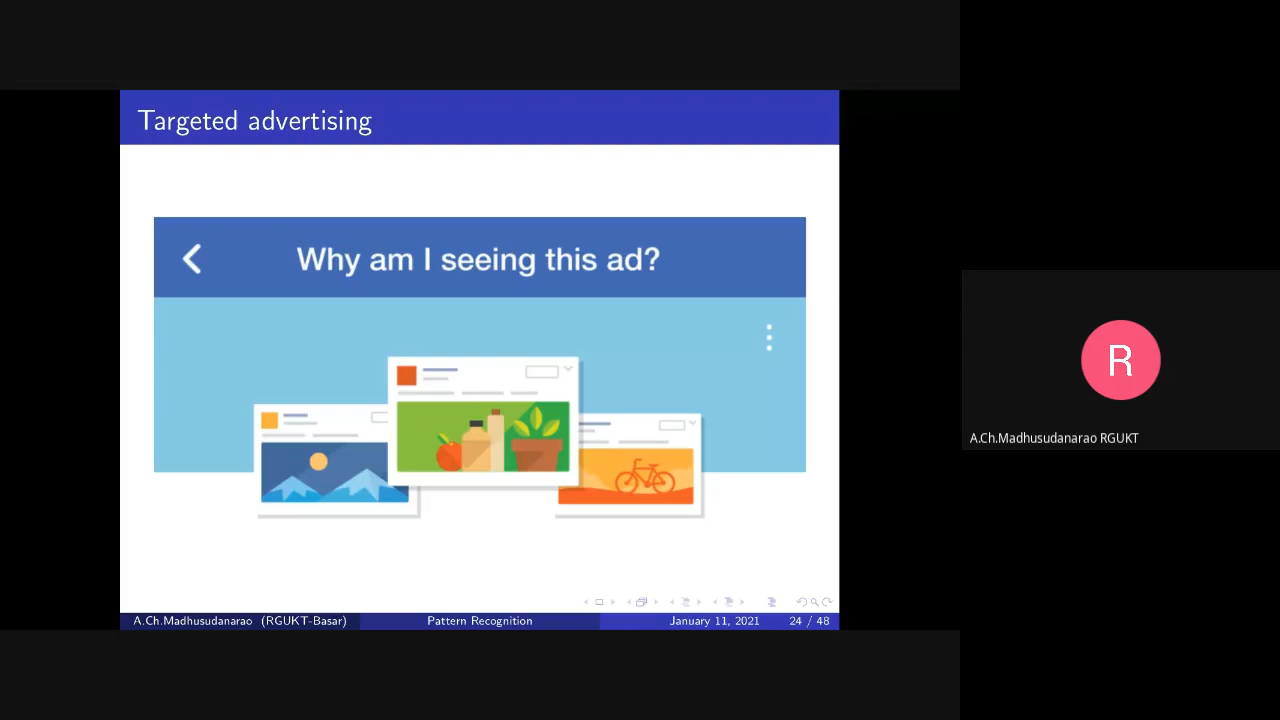 Targeted advertising
Why am I seeing this ad?
R
A.Ch.Madhusudanarao RGUKT
A.Ch.Madhusudanarao (RGUKT-Basar) Pattern Recognition January 11, 2021 24 / 48